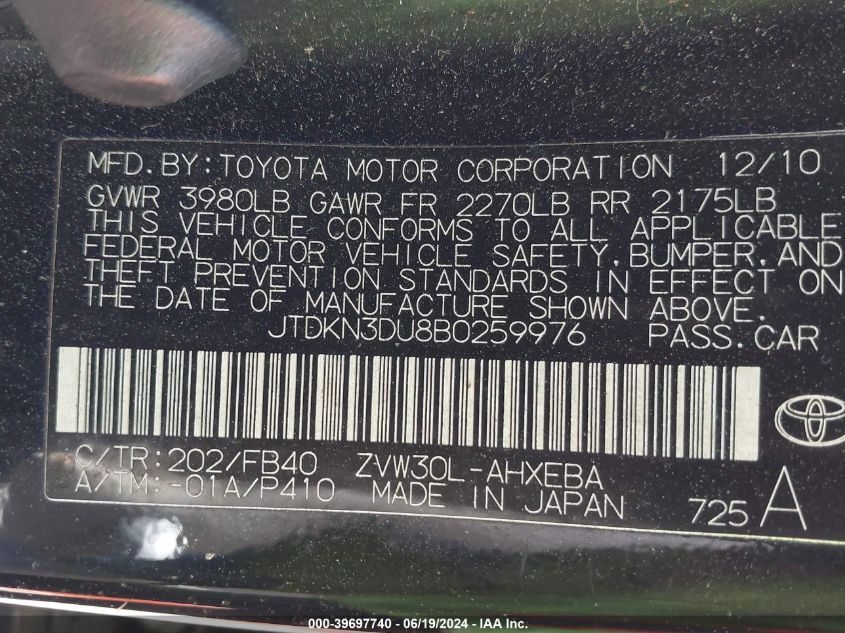 MFD.BY:TOYOTA MOTOR CORPORATION 12/10
GVWR 3980LB GAWR FR 2270LB RR 2175LB
THIS VEHICLE CONFORMS TO ALL APPLICABLE
FEDERAL MOTOR VEHICLE SAFETY,BUMPER,AND
THEFT PREVENTION STANDARDS IN EFFECT ON
THE DATE OF MANUFACTURE SHOWN ABOVE.
JTDKN3DU8B0259976 PASS.CAR
C/TR:202/FB40 ZVW30L-AHXEBA
A/TM:-01A/P410 MADE IN JAPAN 725 A
000-39697740 - 06/19/2024 - IAA Inc.